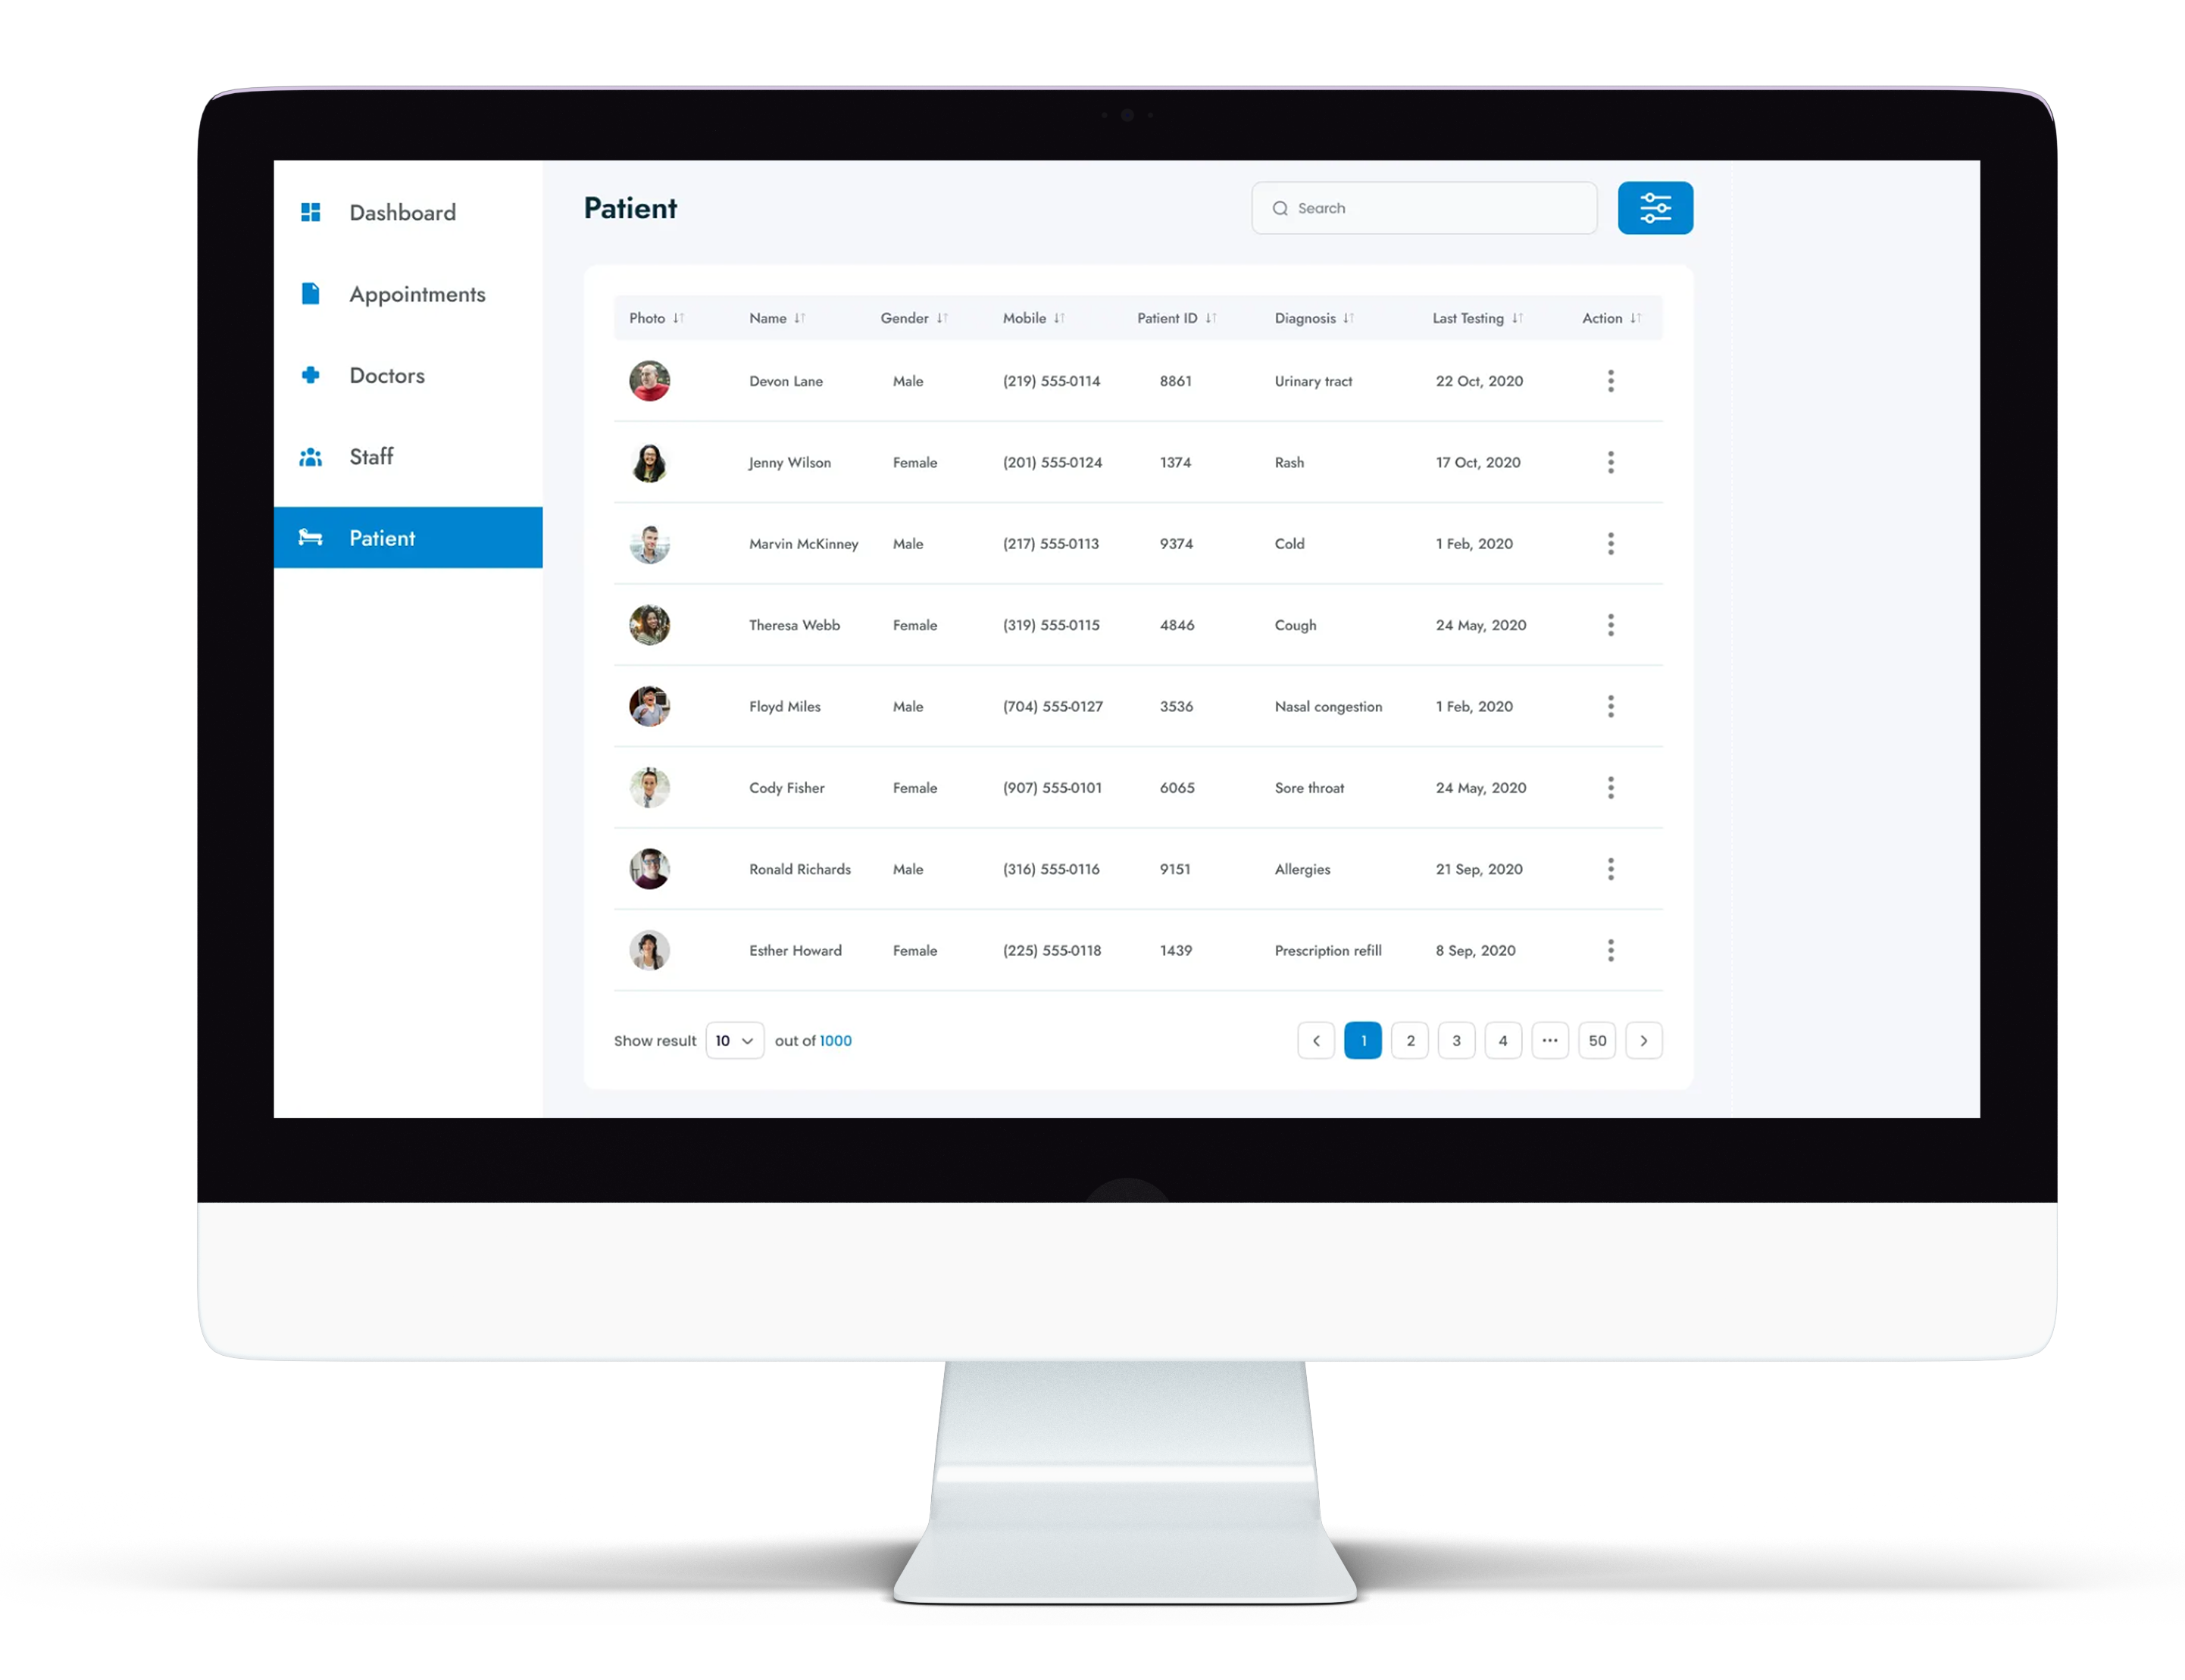 Dashboard
Appointments
Doctors
Staff
Patient
Patient
Search
Photo Name Gender Mobile Patient ID Diagnosis Last Testing Action
Devon Lane Male (219) 555-0114 8861 Urinary tract 22 Oct, 2020
Jenny Wilson Female (201) 555-0124 1374 Rash 17 Oct, 2020
Marvin McKinney Male (217) 555-0113 9374 Cold 1 Feb, 2020
Theresa Webb Female (319) 555-0115 4846 Cough 24 May, 2020
Floyd Miles Male (704) 555-0127 3536 Nasal congestion 1 Feb, 2020
Cody Fisher Female (907) 555-0101 6065 Sore throat 24 May, 2020
Ronald Richards Male (316) 555-0116 9151 Allergies 21 Sep, 2020
Esther Howard Female (225) 555-0118 1439 Prescription refill 8 Sep, 2020
Show result 10 out of 1000
1 2 3 4 ... 50